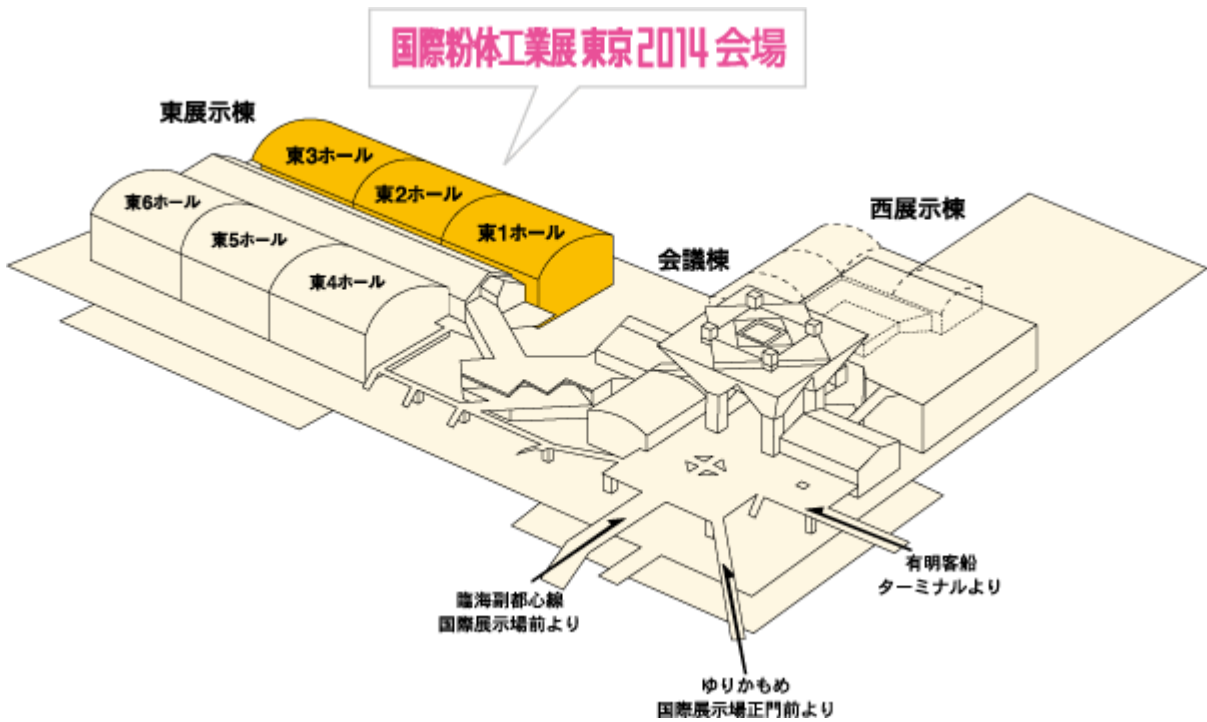 国際粉体工業展 東京2014 会場
東展示棟
東3ホール
東2ホール
東1ホール
東6ホール
東5ホール
東4ホール
西展示棟
会議棟
有明客船
ターミナルより
臨海副都心線
国際展示場前より
ゆりかもめ
国際展示場正門前より